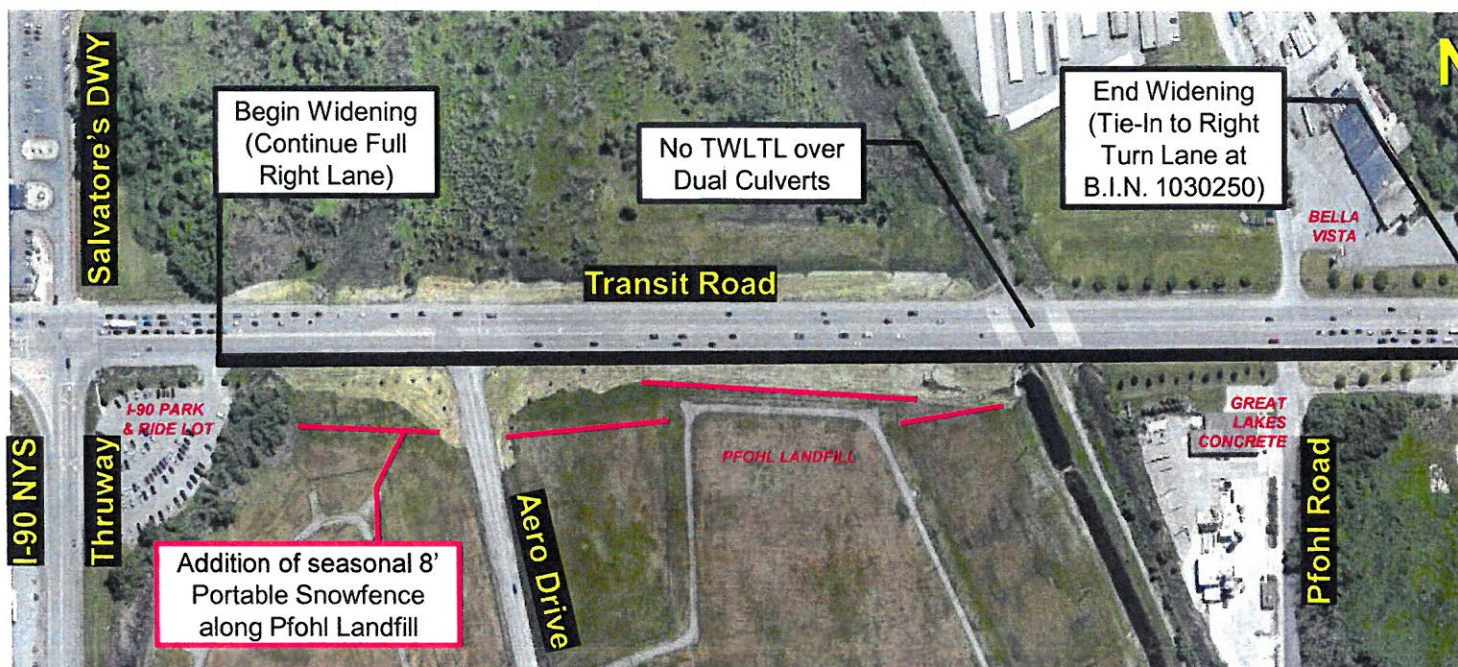 Salvatore's DWY
Begin Widening
(Continue Full
Right Lane)
No TWLTL over
Dual Culverts
End Widening
(Tie-In to Right
Turn Lane at
B.I.N. 1030250)
N
BELLA
VISTA
Transit Road
I-90 NYS
Thruway
I-90 PARK
& RIDE LOT
Addition of seasonal 8'
Portable Snowfence
along Pfohl Landfill
Aero Drive
PFOHL LANDFILL
GREAT
LAKES
CONCRETE
Pfohl Road